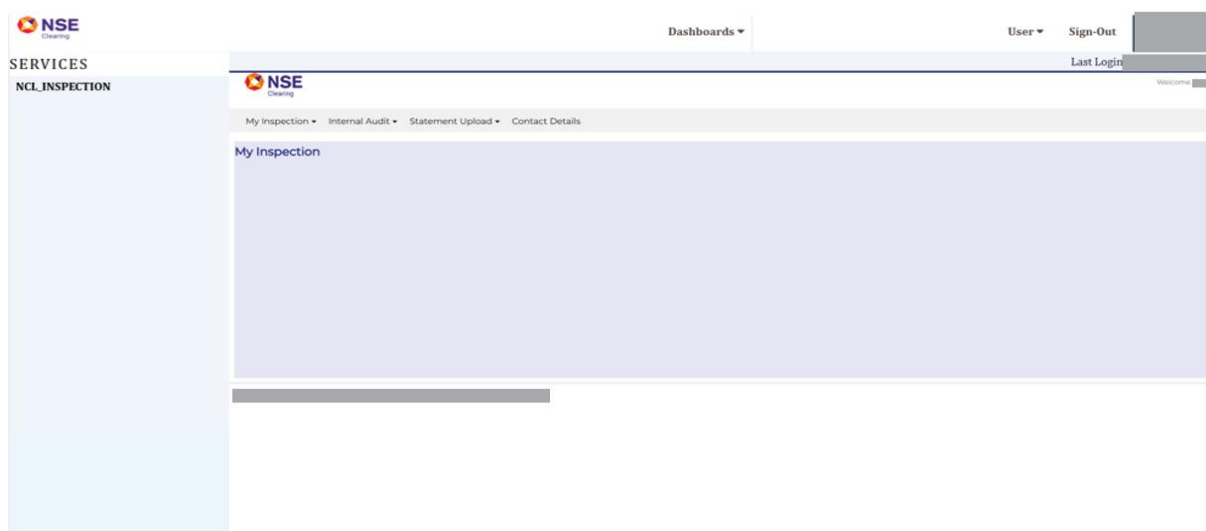 NSE
Clearing
Dashboards
User
Sign-Out
SERVICES
Last Login
NCL_INSPECTION
NSE
Clearing
Welcome
My Inspection
Internal Audit
Statement Upload
Contact Details
My Inspection